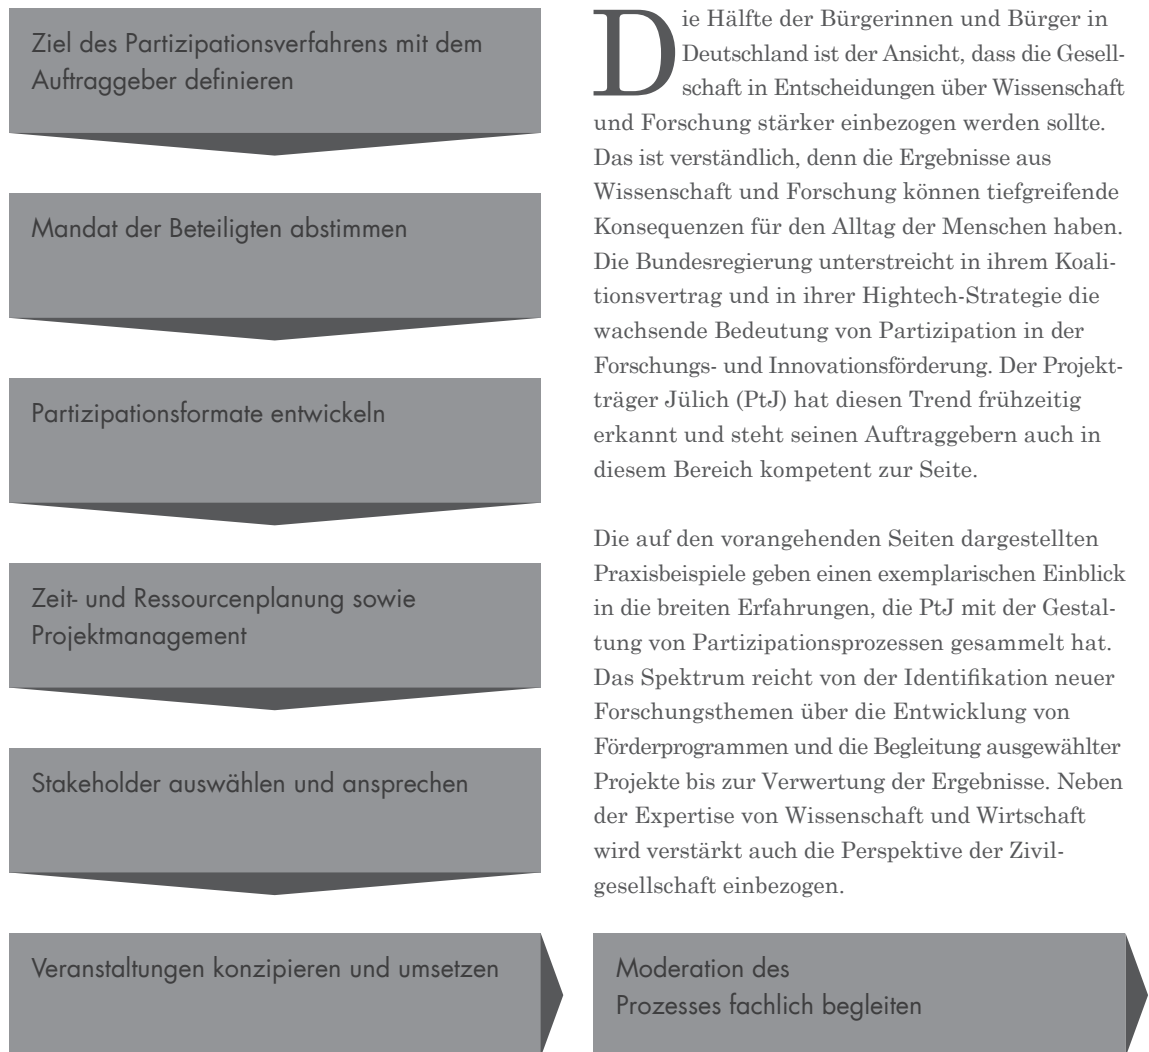 Ziel des Partizipationsverfahrens mit dem
Auftraggeber definieren
Mandat der Beteiligten abstimmen
Partizipationsformate entwickeln
Zeit- und Ressourcenplanung sowie
Projektmanagement
Stakeholder auswählen und ansprechen
Veranstaltungen konzipieren und umsetzen
Die Hälfte der Bürgerinnen und Bürger in
Deutschland ist der Ansicht, dass die Gesell-
schaft in Entscheidungen über Wissenschaft
und Forschung stärker einbezogen werden sollte.
Das ist verständlich, denn die Ergebnisse aus
Wissenschaft und Forschung können tiefgreifende
Konsequenzen für den Alltag der Menschen haben.
Die Bundesregierung unterstreicht in ihrem Koali-
tionsvertrag und in ihrer Hightech-Strategie die
wachsende Bedeutung von Partizipation in der
Forschungs- und Innovationsförderung. Der Projekt-
träger Jülich (PtJ) hat diesen Trend frühzeitig
erkannt und steht seinen Auftraggebern auch in
diesem Bereich kompetent zur Seite.
Die auf den vorangehenden Seiten dargestellten
Praxisbeispiele geben einen exemplarischen Einblick
in die breiten Erfahrungen, die PtJ mit der Gestal-
tung von Partizipationsprozessen gesammelt hat.
Das Spektrum reicht von der Identifikation neuer
Forschungsthemen über die Entwicklung von
Förderprogrammen und die Begleitung ausgewählter
Projekte bis zur Verwertung der Ergebnisse. Neben
der Expertise von Wissenschaft und Wirtschaft
wird verstärkt auch die Perspektive der Zivil-
gesellschaft einbezogen.
Moderation des
Prozesses fachlich begleiten